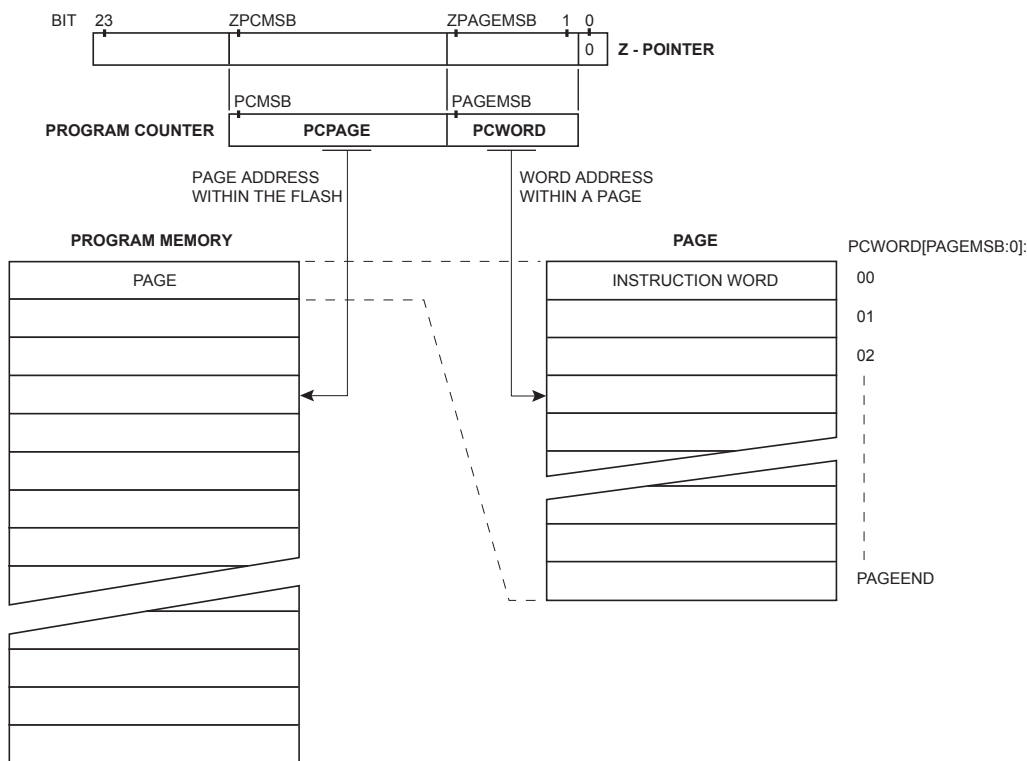 BIT 23 ZPCMSB ZPAGEMSB 1 0
0 Z - POINTER
PCMSB PAGEMSB
PROGRAM COUNTER PCPAGE PCWORD
PAGE ADDRESS
WITHIN THE FLASH
WORD ADDRESS
WITHIN A PAGE
PROGRAM MEMORY PAGE PCWORD[PAGEMSB:0]:
PAGE INSTRUCTION WORD 00
01
02
PAGEEND